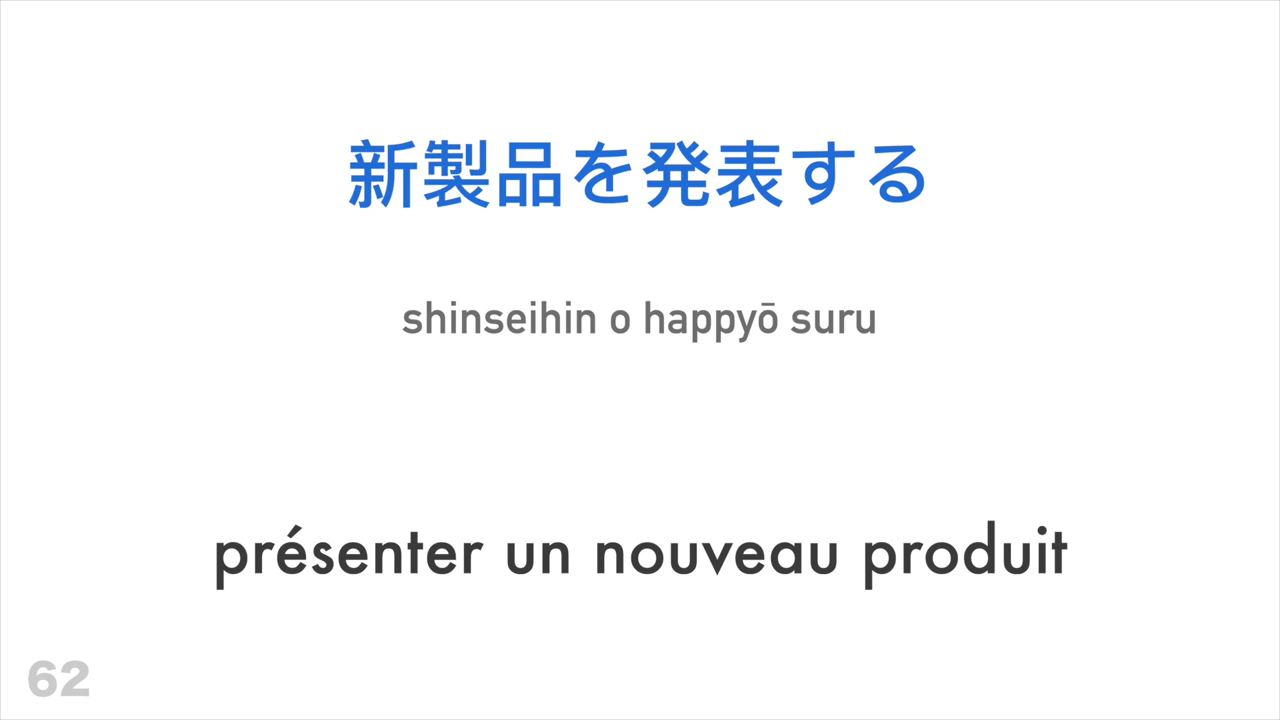 新製品を発表する
shinseihin o happyō suru
présenter un nouveau produit
62